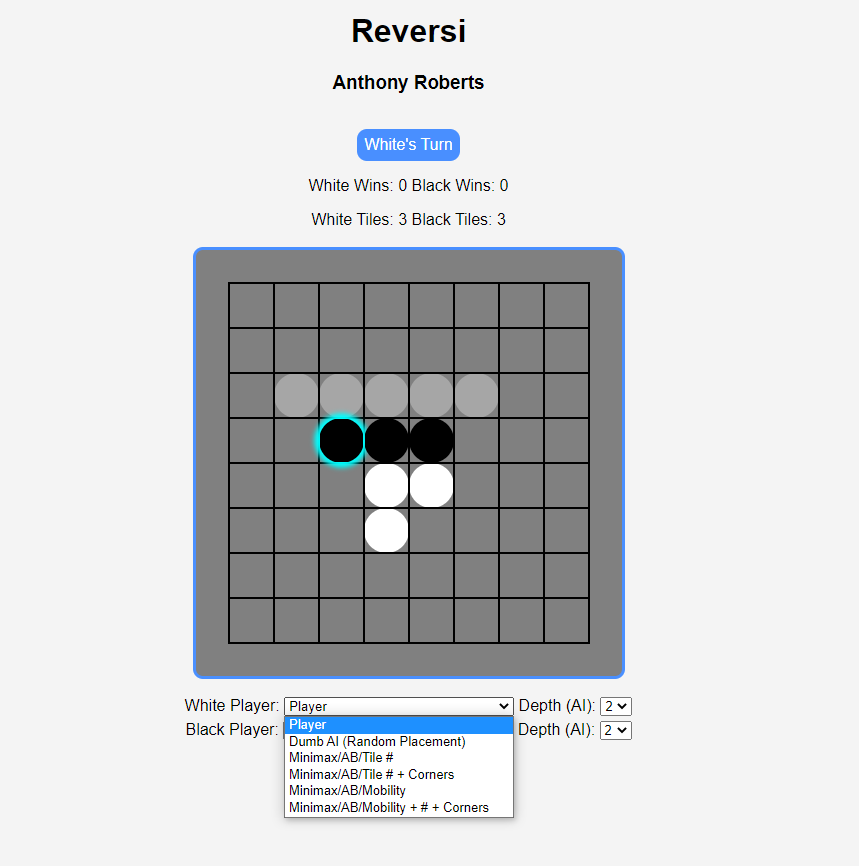 Reversi
Anthony Roberts
White's Turn
White Wins: 0 Black Wins: 0
White Tiles: 3 Black Tiles: 3
White Player: Player Depth (AI): 2
Black Player: Depth (AI): 2
Player
Dumb AI (Random Placement)
Minimax/AB/Tile #
Minimax/AB/Tile # + Corners
Minimax/AB/Mobility
Minimax/AB/Mobility + # + Corners